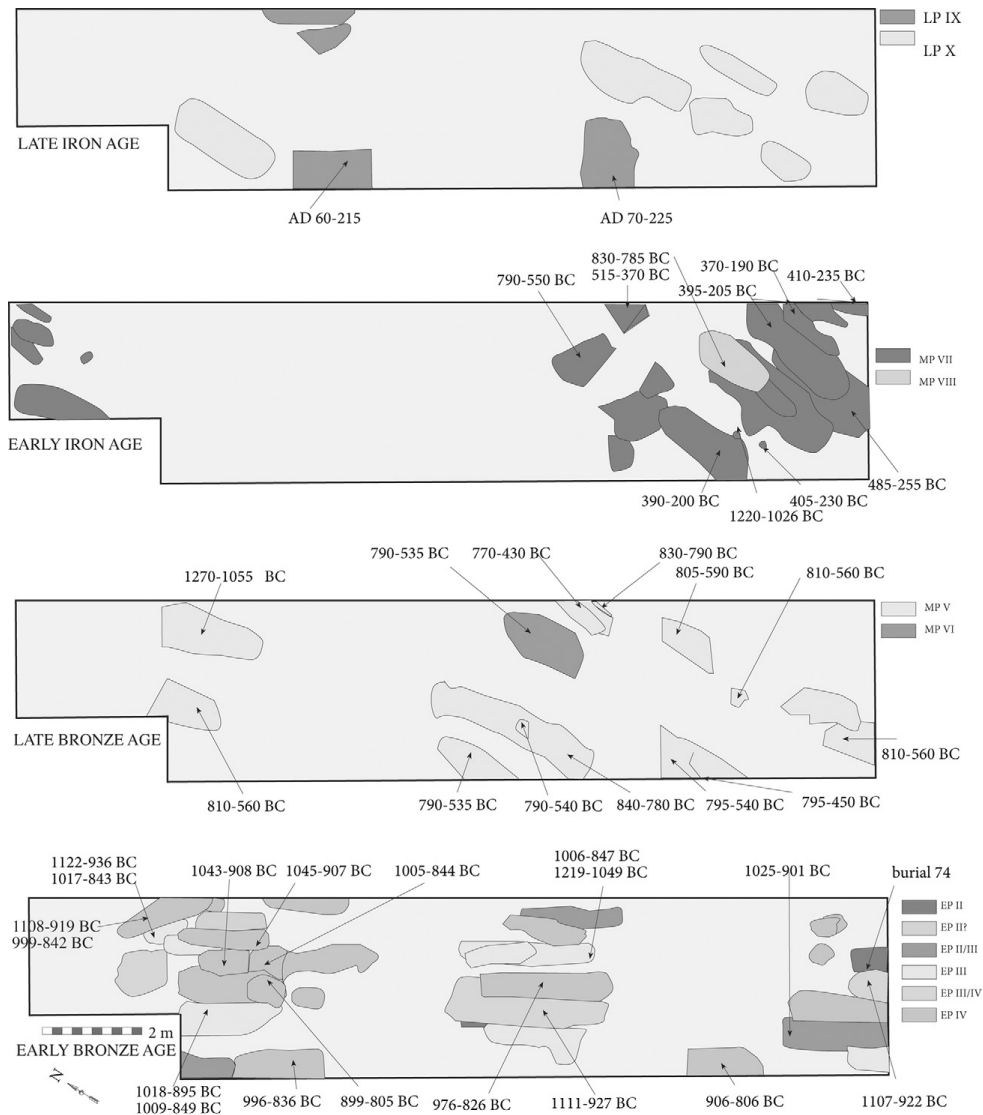 LP IX
LP X
LATE IRON AGE
AD 60-215
AD 70-225
830-785 BC
515-370 BC
370-190 BC
410-235 BC
790-550 BC
395-205 BC
MP VII
MP VIII
EARLY IRON AGE
485-255 BC
390-200 BC
405-230 BC
1220-1026 BC
790-535 BC
770-430 BC
830-790 BC
1270-1055 BC
805-590 BC
810-560 BC
MP V
MP VI
LATE BRONZE AGE
810-560 BC
810-560 BC
790-535 BC
790-540 BC
840-780 BC
795-540 BC
795-450 BC
1122-936 BC
1017-843 BC
1043-908 BC
1045-907 BC
1005-844 BC
1006-847 BC
1219-1049 BC
1025-901 BC
burial 74
1108-919 BC
999-842 BC
EP II
EP II?
EP II/III
EP III
EP III/IV
EP IV
2 m
EARLY BRONZE AGE
N
1018-895 BC
1009-849 BC
996-836 BC
899-805 BC
976-826 BC
1111-927 BC
906-806 BC
1107-922 BC